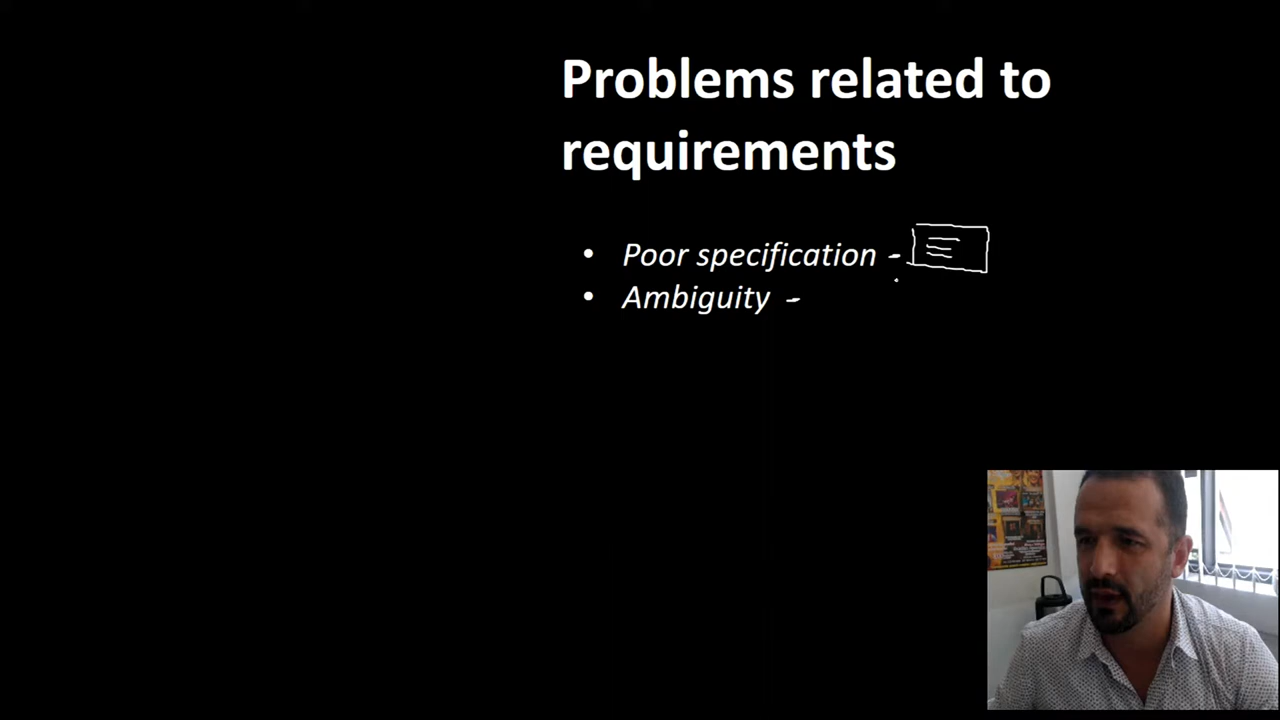 Problems related to
requirements
• Poor specification -
• Ambiguity -